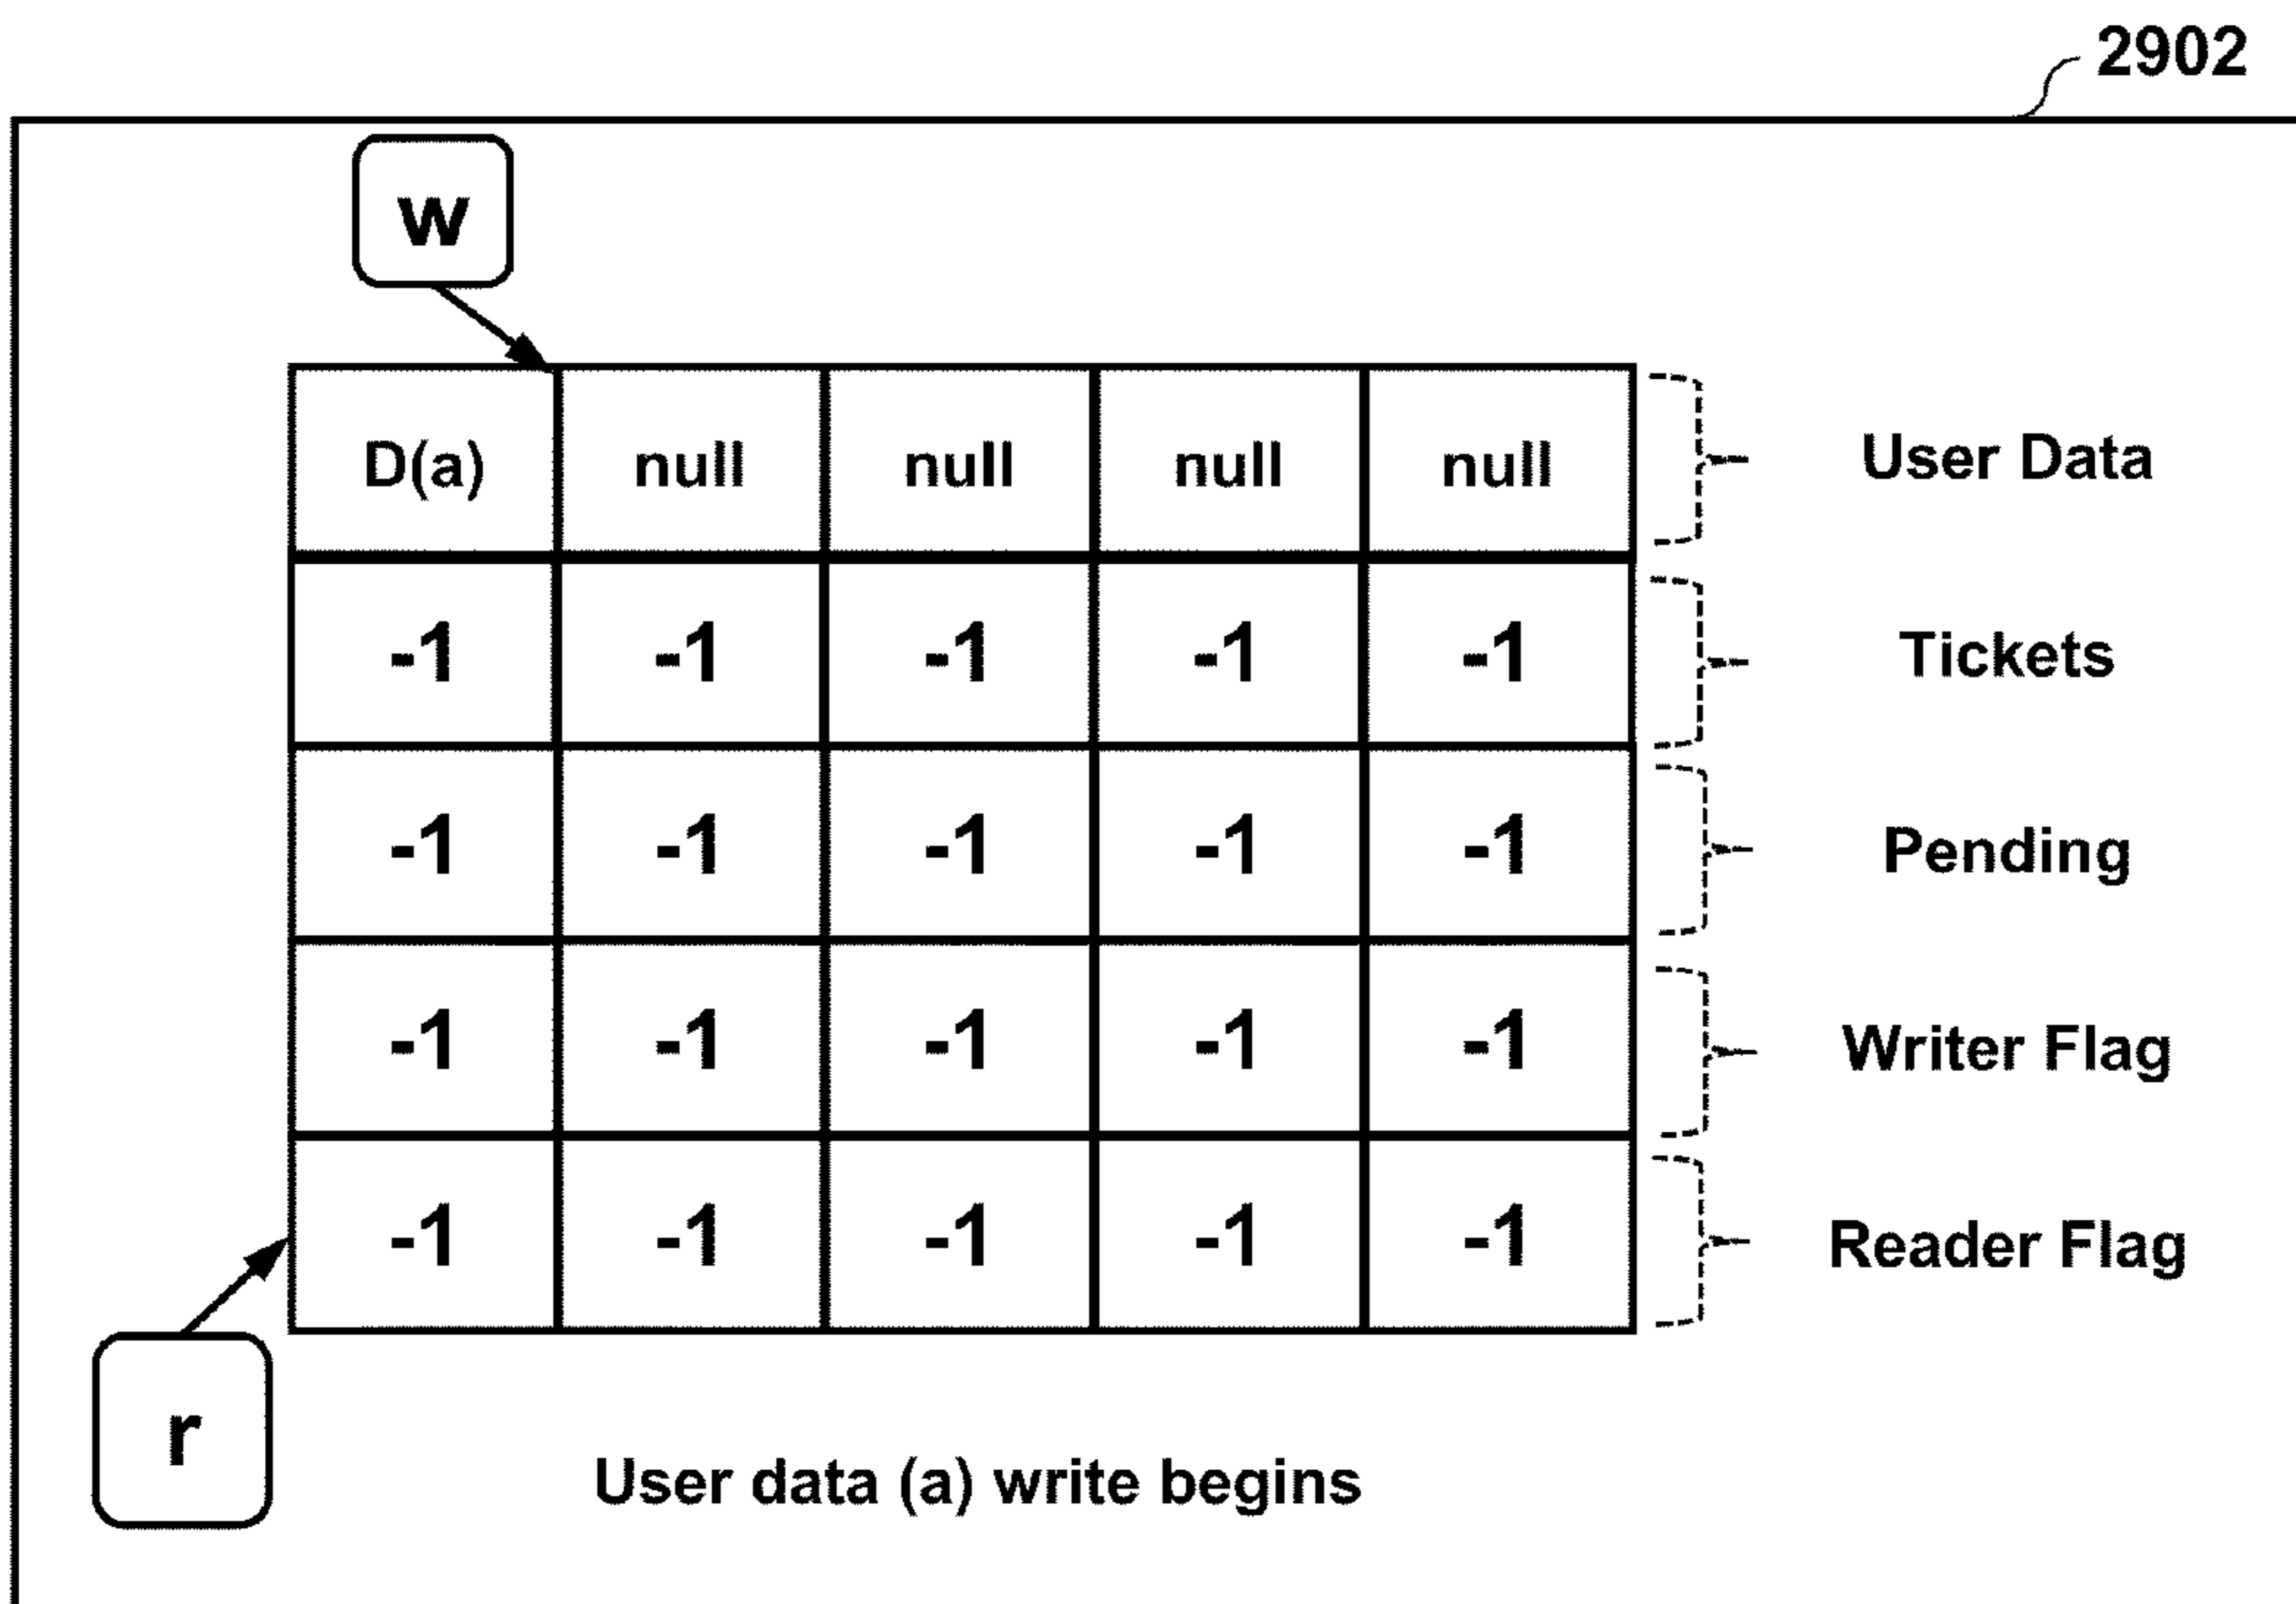 2902
w
D(a) null null null null User Data
-1 -1 -1 -1 -1 Tickets
-1 -1 -1 -1 -1 Pending
-1 -1 -1 -1 -1 Writer Flag
-1 -1 -1 -1 -1 Reader Flag
r
User data (a) write begins